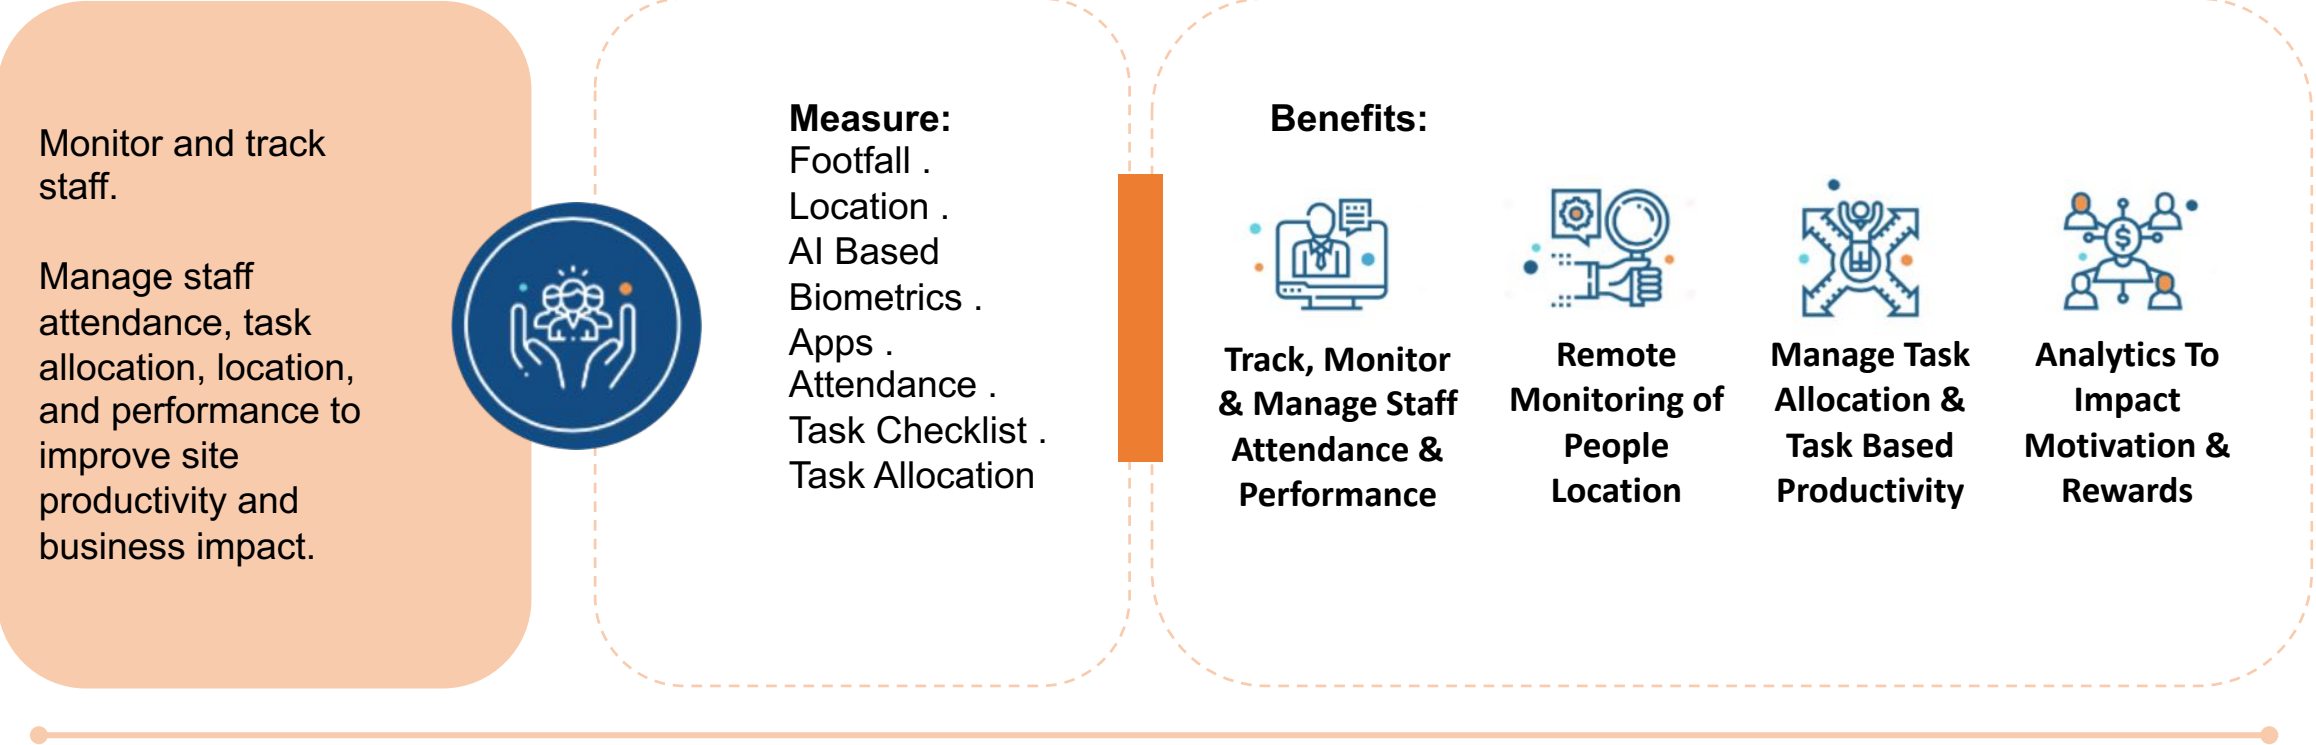 Monitor and track
staff.
Manage staff
attendance, task
allocation, location,
and performance to
improve site
productivity and
business impact.
Measure:
Footfall .
Location .
AI Based
Biometrics .
Apps .
Attendance .
Task Checklist .
Task Allocation
Benefits:
Track, Monitor
& Manage Staff
Attendance &
Performance
Remote
Monitoring of
People
Location
Manage Task
Allocation &
Task Based
Productivity
$
Analytics To
Impact
Motivation &
Rewards